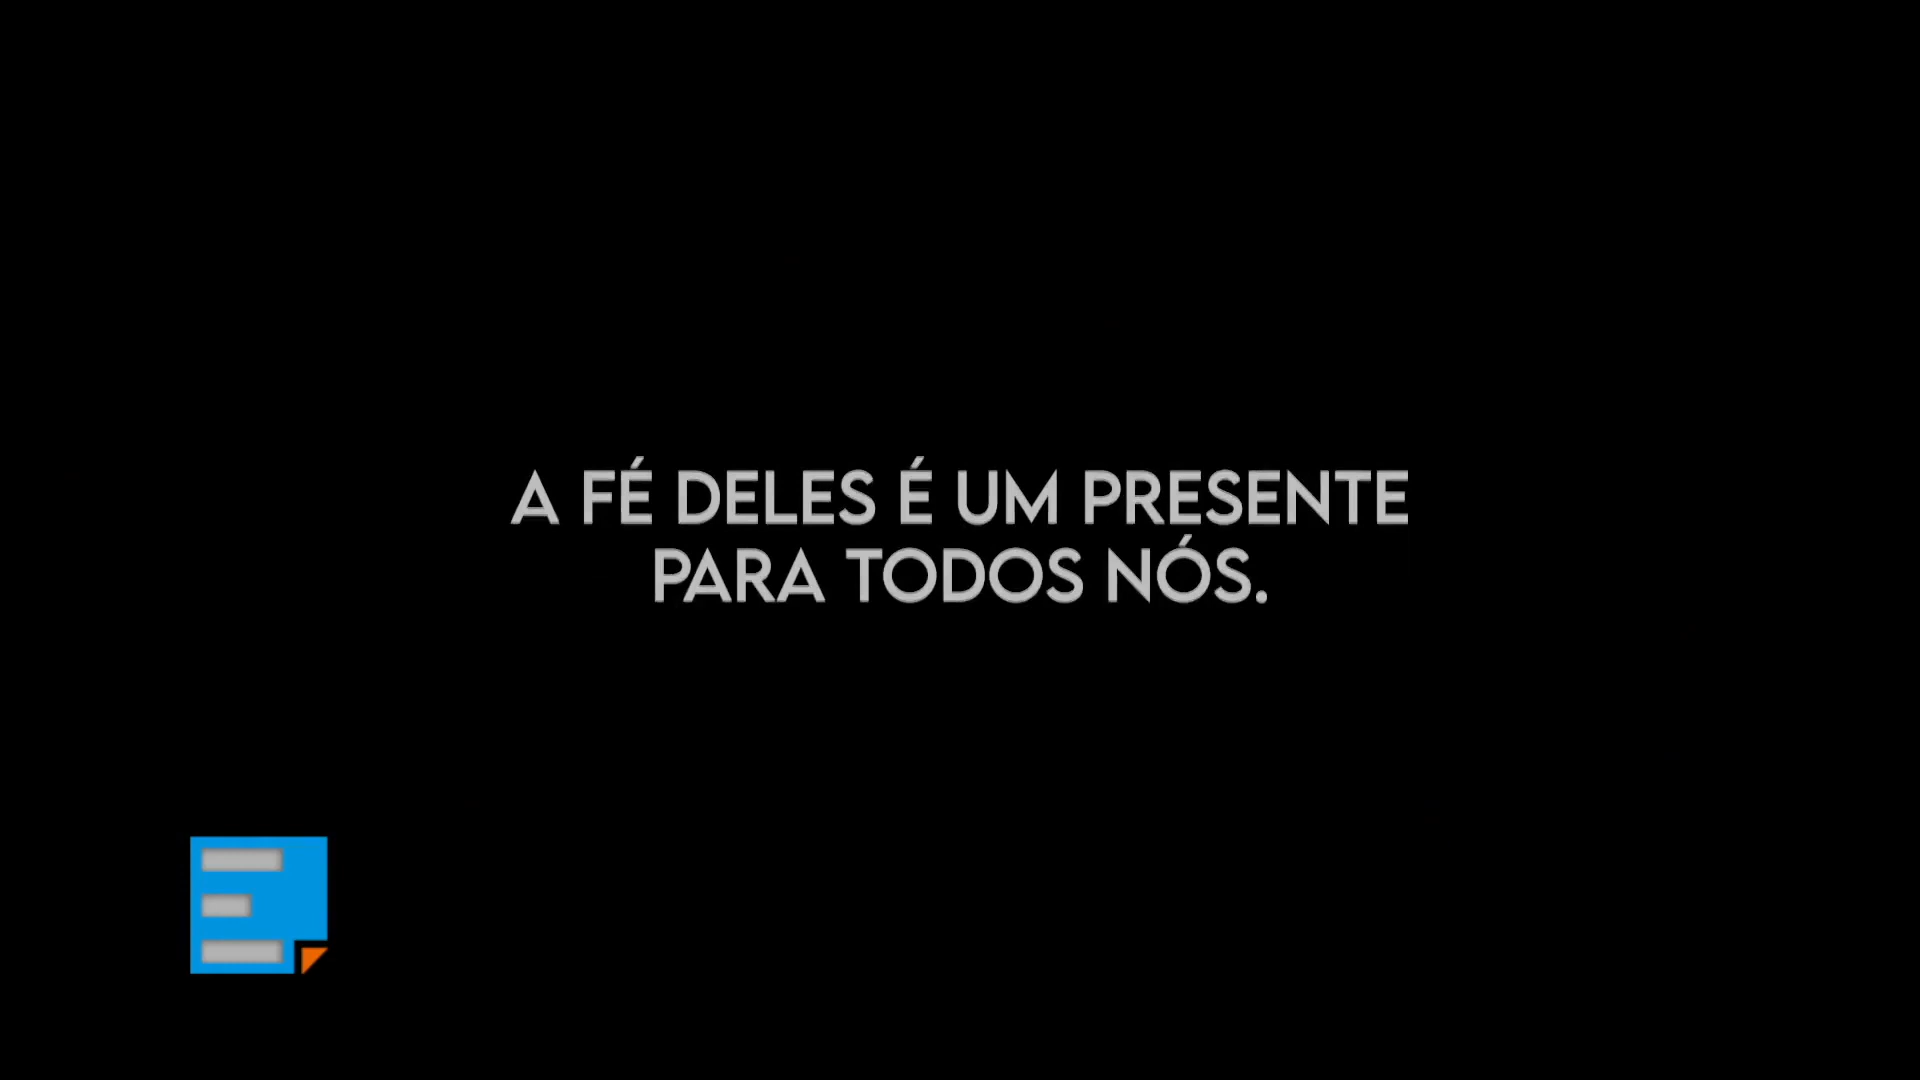 A FÉ DELES É UM PRESENTE
PARA TODOS NÓS.